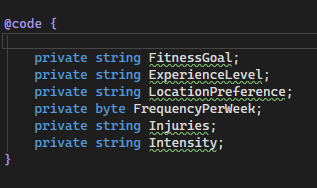 @code {
private string FitnessGoal;
private string ExperienceLevel;
private string LocationPreference;
private byte FrequencyPerWeek;
private string Injuries;
private string Intensity;
}